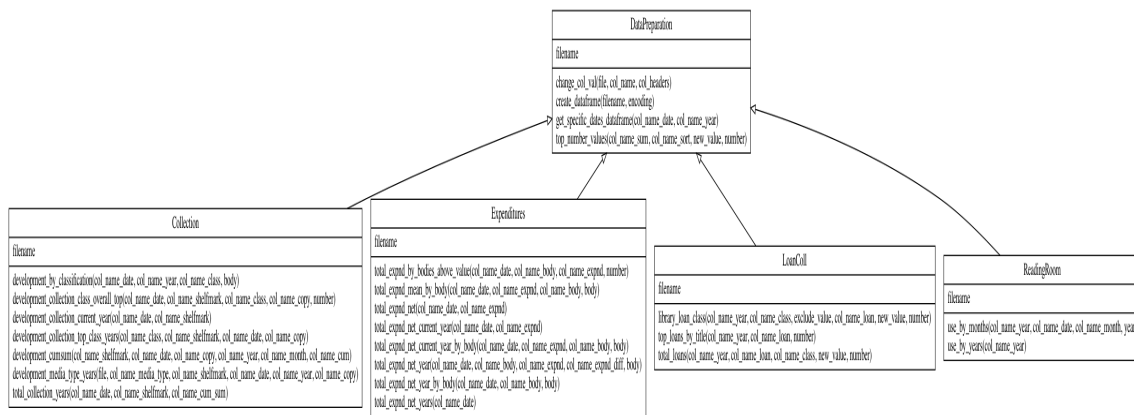 DataPreparation
filename
change_col_val(file, col_name, col_headers)
create_dataframe(filename, encoding)
get_specific_dates_dataframe(col_name_date, col_name_year)
top_number_values(col_name_sum, col_name_sort, new_value, number)
Collection
filename
development_by_classification(col_name_date, col_name_year, col_name_class, body)
development_collection_class_overall_top(col_name_date, col_name_shelfmark, col_name_class, col_name_copy, number)
development_collection_current_year(col_name_date, col_name_shelfmark)
development_collection_top_class_years(col_name_class, col_name_shelfmark, col_name_date, col_name_copy)
development_cumsum(col_name_shelfmark, col_name_date, col_name_copy, col_name_year, col_name_month, col_name_cum)
development_media_type_years(file, col_name_media_type, col_name_shelfmark, col_name_date, col_name_year, col_name_copy)
total_collection_years(col_name_date, col_name_shelfmark, col_name_cum_sum)
Expenditures
filename
total_expnd_by_bodies_above_value(col_name_date, col_name_body, col_name_expnd, number)
total_expnd_mean_by_body(col_name_date, col_name_expnd, col_name_body, body)
total_expnd_net(col_name_date, col_name_expnd)
total_expnd_net_current_year(col_name_date, col_name_expnd)
total_expnd_net_current_year_by_body(col_name_date, col_name_expnd, col_name_body, body)
total_expnd_net_year(col_name_date, col_name_body, col_name_expnd, col_name_expnd_diff, body)
total_expnd_net_year_by_body(col_name_date, col_name_body, body)
total_expnd_net_years(col_name_date)
LoanColl
filename
library_loan_class(col_name_year, col_name_class, exclude_value, col_name_loan, new_value, number)
top_loans_by_title(col_name_year, col_name_loan, number)
total_loans(col_name_year, col_name_loan, col_name_class, new_value, number)
ReadingRoom
filename
use_by_months(col_name_year, col_name_date, col_name_month, year
use_by_years(col_name_year)